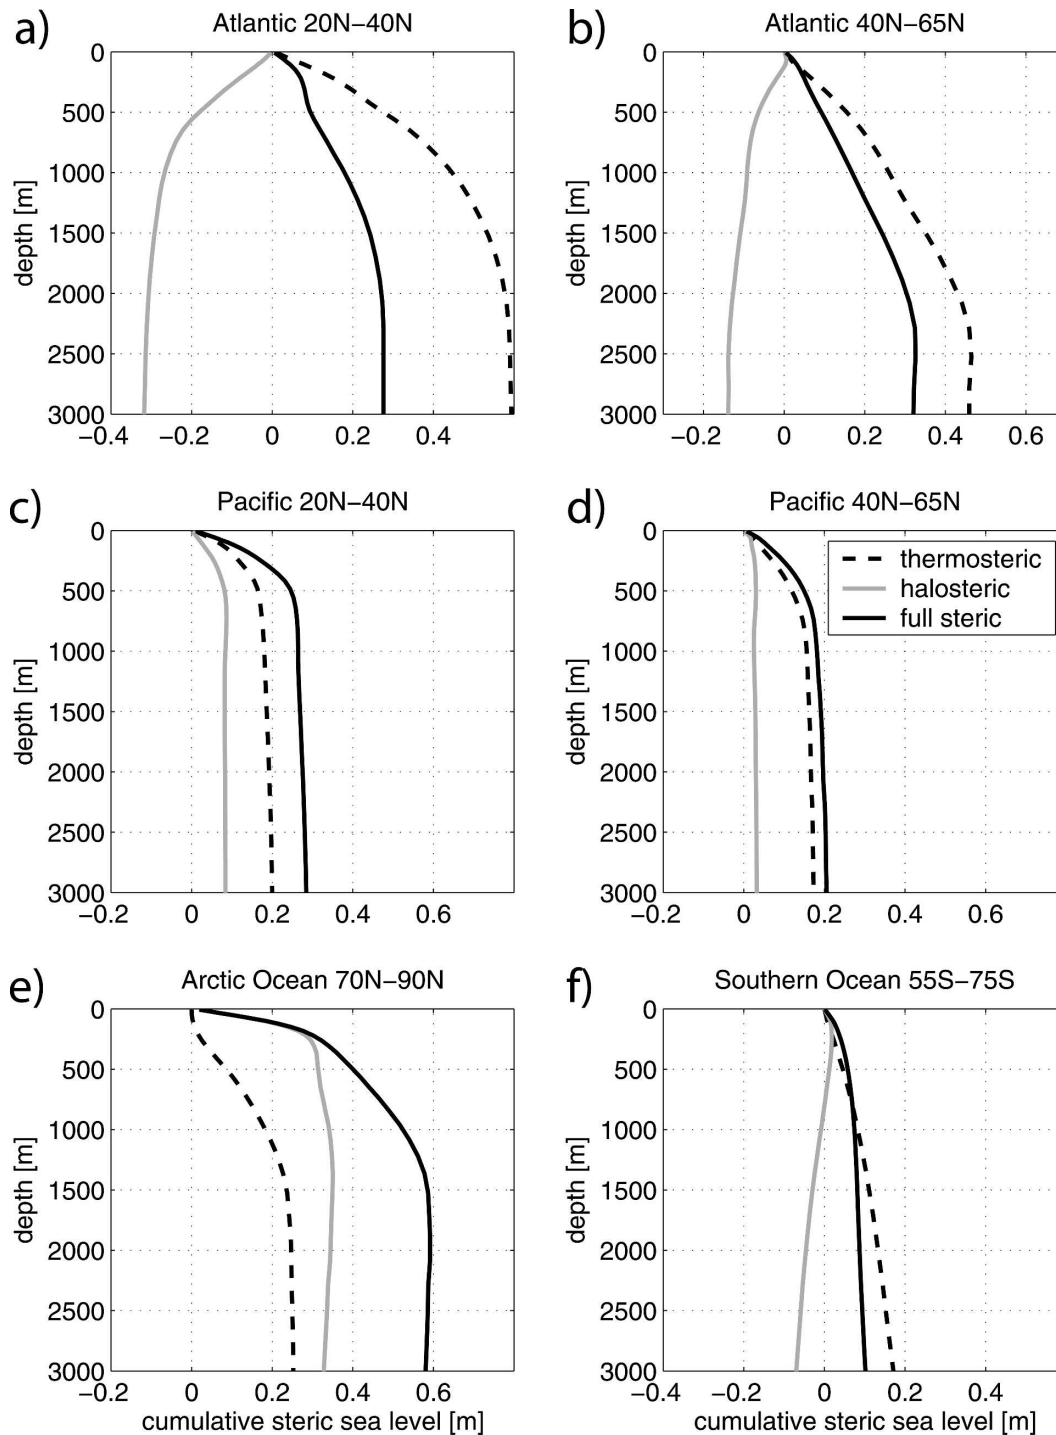 a)
Atlantic 20N−40N
0
500
1000
1500
2000
2500
3000
depth [m]
−0.4 −0.2 0 0.2 0.4
b)
Atlantic 40N−65N
0
500
1000
1500
2000
2500
3000
depth [m]
−0.2 0 0.2 0.4 0.6
c)
Pacific 20N−40N
0
500
1000
1500
2000
2500
3000
depth [m]
−0.2 0 0.2 0.4 0.6
d)
Pacific 40N−65N
0
500
1000
1500
2000
2500
3000
depth [m]
−0.2 0 0.2 0.4 0.6
thermosteric
halosteric
full steric
e)
Arctic Ocean 70N−90N
0
500
1000
1500
2000
2500
3000
depth [m]
−0.2 0 0.2 0.4 0.6
cumulative steric sea level [m]
f)
Southern Ocean 55S−75S
0
500
1000
1500
2000
2500
3000
depth [m]
−0.4 −0.2 0 0.2 0.4
cumulative steric sea level [m]